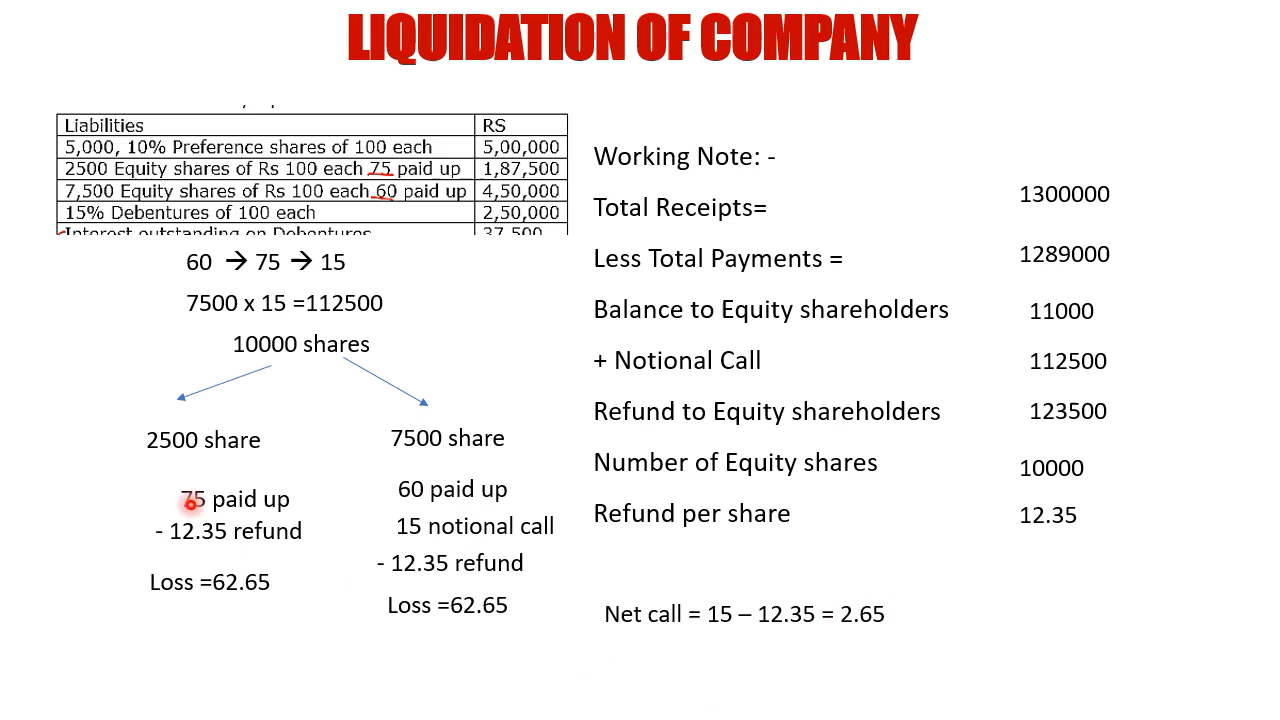 LIQUIDATION OF COMPANY
Liabilities RS
5,000, 10% Preference shares of 100 each 5,00,000
2500 Equity shares of Rs 100 each 75 paid up 1,87,500
7,500 Equity shares of Rs 100 each 60 paid up 4,50,000
15% Debentures of 100 each 2,50,000
Interest outstanding on Debentures 37,500
60 → 75 → 15
7500 x 15 =112500
10000 shares
2500 share
75 paid up
- 12.35 refund
Loss =62.65
7500 share
60 paid up
15 notional call
- 12.35 refund
Loss =62.65
Working Note: -
Total Receipts= 1300000
Less Total Payments = 1289000
Balance to Equity shareholders 11000
+ Notional Call 112500
Refund to Equity shareholders 123500
Number of Equity shares 10000
Refund per share 12.35
Net call = 15 – 12.35 = 2.65